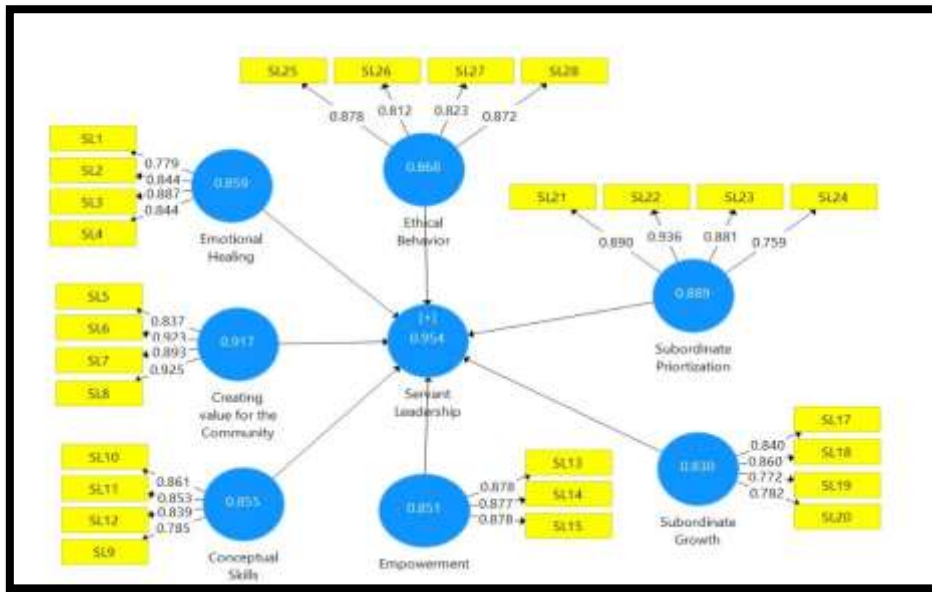 SL25 SL26 SL27 SL28
0.878 0.812 0.823 0.872
0.868
Ethical
Behavior
SL1
SL2
SL3
SL4
0.779
0.844
0.887
0.844
0.859
Emotional
Healing
SL21 SL22 SL23 SL24
0.890 0.936 0.881 0.759
0.889
Subordinate
Priortization
SL5
SL6
SL7
SL8
0.837
0.923
0.893
0.925
0.917
Creating
value for the
Community
[+]
0.954
Servant
Leadership
SL10
SL11
SL12
SL9
0.861
0.853
0.839
0.785
0.855
Conceptual
Skills
SL13
SL14
SL15
0.878
0.877
0.878
0.851
Empowerment
SL17
SL18
SL19
SL20
0.840
0.860
0.772
0.782
0.830
Subordinate
Growth